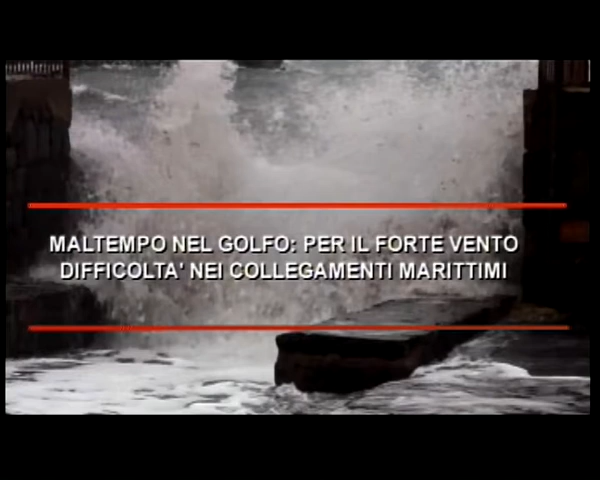 MALTEMPO NEL GOLFO: PER IL FORTE VENTO
DIFFICOLTA' NEI COLLEGAMENTI MARITTIMI